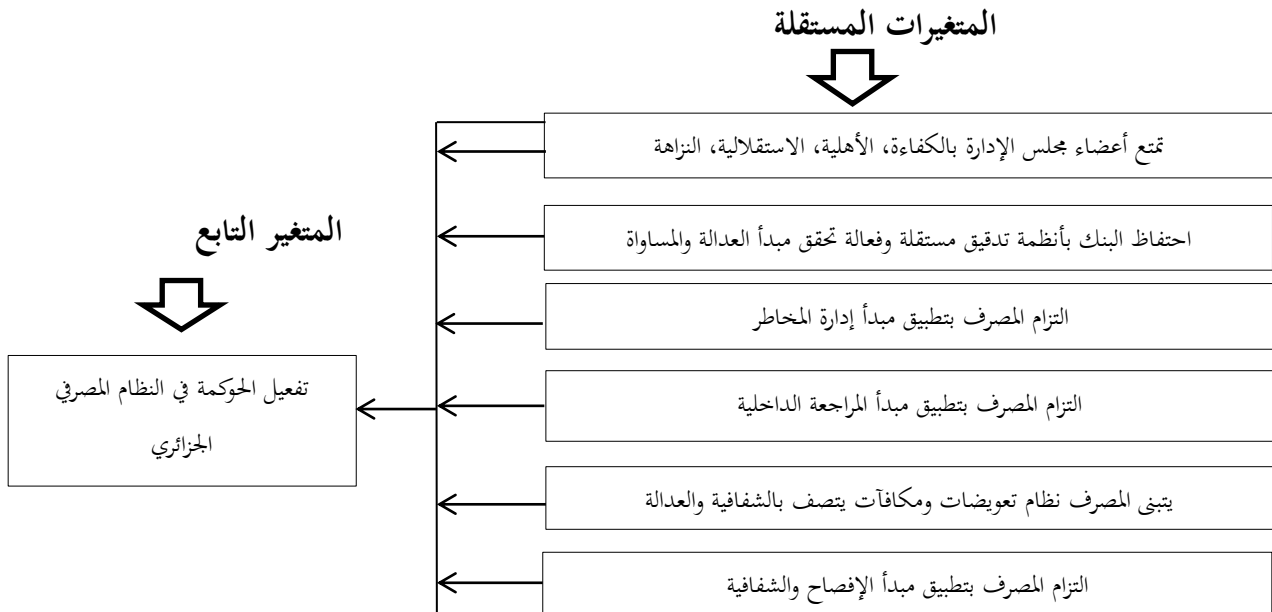 المتغيرات المستقلة
تمتع أعضاء مجلس الإدارة بالكفاءة، الأهلية، الاستقلالية، النزاهة
احتفاظ البنك بأنظمة تدقيق مستقلة وفعالة تحقق مبدأ العدالة والمساواة
التزام المصرف بتطبيق مبدأ إدارة المخاطر
التزام المصرف بتطبيق مبدأ المراجعة الداخلية
يتبنى المصرف نظام تعويضات ومكافآت يتصف بالشفافية والعدالة
التزام المصرف بتطبيق مبدأ الإفصاح والشفافية
المتغير التابع
تفعيل الحوكمة في النظام المصرفي
الجزائري